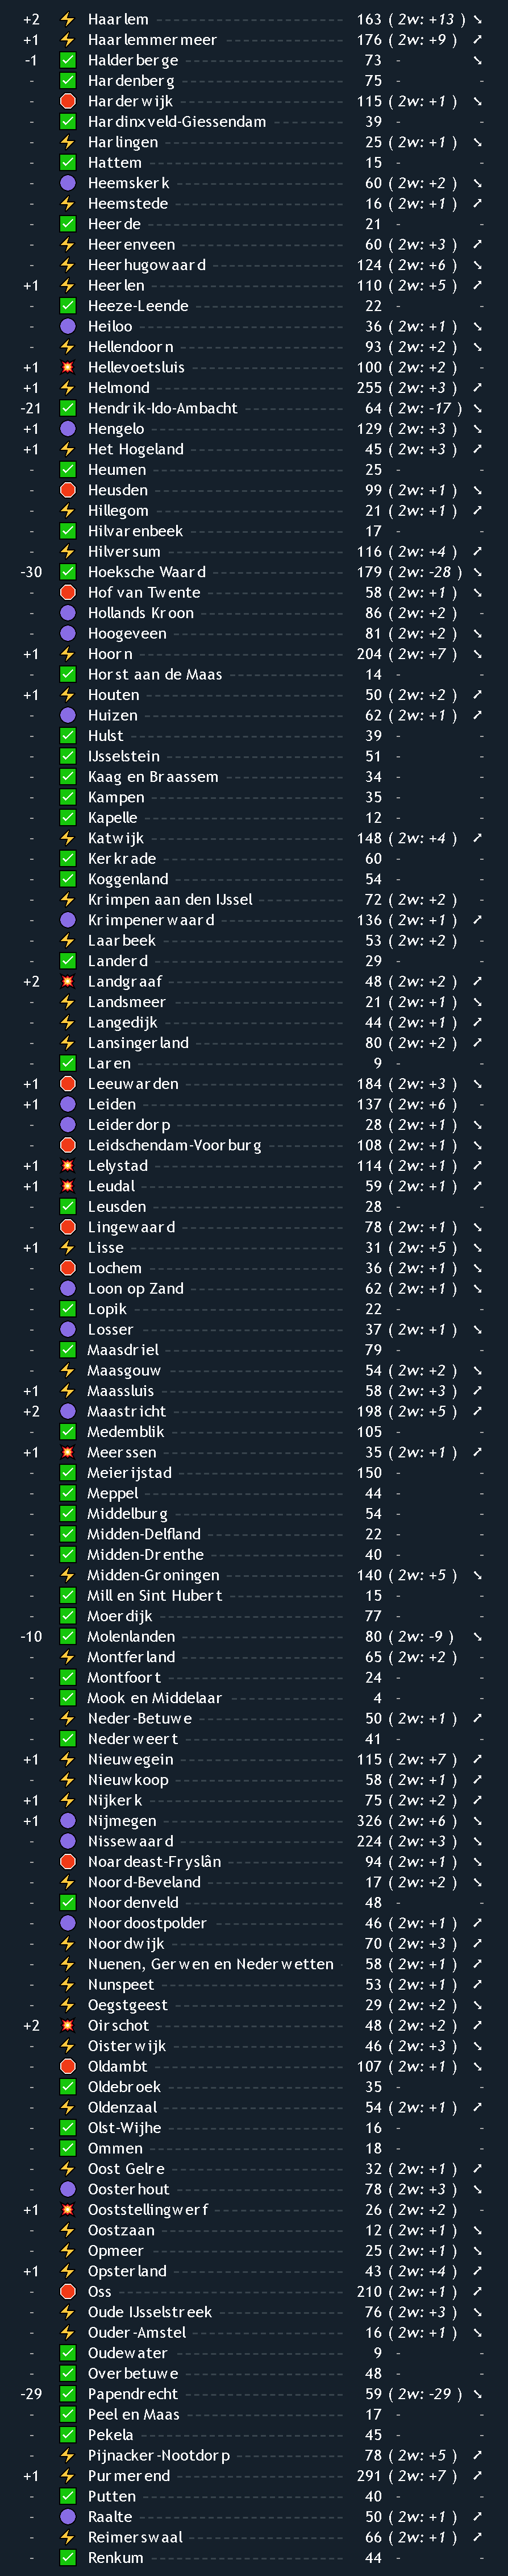 +2 Haarlem 163 ( 2w: +13 ) ↘
+1 Haarlemmermeer 176 ( 2w: +9 ) ↗
-1 Halderberge 73 - ↘
- Hardenberg 75 - -
- Harderwijk 115 ( 2w: +1 ) ↘
- Hardinxveld-Giessendam 39 - -
- Harlingen 25 ( 2w: +1 ) ↘
- Hattem 15 - -
- Heemskerk 60 ( 2w: +2 ) ↘
- Heemstede 16 ( 2w: +1 ) ↗
- Heerde 21 - -
- Heerenveen 60 ( 2w: +3 ) ↗
- Heerhugowaard 124 ( 2w: +6 ) ↘
+1 Heerlen 110 ( 2w: +5 ) ↗
- Heeze-Leende 22 - -
- Heiloo 36 ( 2w: +1 ) ↘
- Hellendoorn 93 ( 2w: +2 ) ↘
+1 Hellevoetsluis 100 ( 2w: +2 ) -
+1 Helmond 255 ( 2w: +3 ) ↗
-21 Hendrik-Ido-Ambacht 64 ( 2w: -17 ) ↘
+1 Hengelo 129 ( 2w: +3 ) ↘
+1 Het Hogeland 45 ( 2w: +3 ) ↗
- Heumen 25 - -
- Heusden 99 ( 2w: +1 ) ↘
- Hillegom 21 ( 2w: +1 ) ↗
- Hilvarenbeek 17 - -
- Hilversum 116 ( 2w: +4 ) ↗
-30 Hoeksche Waard 179 ( 2w: -28 ) ↘
- Hof van Twente 58 ( 2w: +1 ) ↘
- Hollands Kroon 86 ( 2w: +2 ) -
- Hoogeveen 81 ( 2w: +2 ) ↘
+1 Hoorn 204 ( 2w: +7 ) ↘
- Horst aan de Maas 14 - -
+1 Houten 50 ( 2w: +2 ) ↗
- Huizen 62 ( 2w: +1 ) ↗
- Hulst 39 - -
- IJsselstein 51 - -
- Kaag en Braassem 34 - -
- Kampen 35 - -
- Kapelle 12 - -
- Katwijk 148 ( 2w: +4 ) ↗
- Kerkrade 60 - -
- Koggenland 54 - -
- Krimpen aan den IJssel 72 ( 2w: +2 ) -
- Krimpenerwaard 136 ( 2w: +1 ) ↗
- Laarbeek 53 ( 2w: +2 ) -
- Landerd 29 - -
+2 Landgraaf 48 ( 2w: +2 ) ↗
- Landsmeer 21 ( 2w: +1 ) ↘
- Langedijk 44 ( 2w: +1 ) ↗
- Lansingerland 80 ( 2w: +2 ) ↗
- Laren 9 - -
+1 Leeuwarden 184 ( 2w: +3 ) ↘
+1 Leiden 137 ( 2w: +6 ) -
- Leiderdorp 28 ( 2w: +1 ) ↘
- Leidschendam-Voorburg 108 ( 2w: +1 ) ↘
+1 Lelystad 114 ( 2w: +1 ) ↗
+1 Leudal 59 ( 2w: +1 ) ↗
- Leusden 28 - -
- Lingewaard 78 ( 2w: +1 ) ↘
+1 Lisse 31 ( 2w: +5 ) ↘
- Lochem 36 ( 2w: +1 ) ↘
- Loon op Zand 62 ( 2w: +1 ) ↘
- Lopik 22 - -
- Losser 37 ( 2w: +1 ) ↘
- Maasdriel 79 - -
- Maasgouw 54 ( 2w: +2 ) ↘
+1 Maassluis 58 ( 2w: +3 ) ↗
+2 Maastricht 198 ( 2w: +5 ) ↗
- Medemblik 105 - -
+1 Meerssen 35 ( 2w: +1 ) ↗
- Meierijstad 150 - -
- Meppel 44 - -
- Middelburg 54 - -
- Midden-Delfland 22 - -
- Midden-Drenthe 40 - -
- Midden-Groningen 140 ( 2w: +5 ) ↘
- Mill en Sint Hubert 15 - -
- Moerdijk 77 - -
-10 Molenlanden 80 ( 2w: -9 ) ↘
- Montferland 65 ( 2w: +2 ) -
- Montfoort 24 - -
- Mook en Middelaar 4 - -
- Neder-Betuwe 50 ( 2w: +1 ) ↗
- Nederweert 41 - -
+1 Nieuwegein 115 ( 2w: +7 ) ↗
- Nieuwkoop 58 ( 2w: +1 ) ↗
+1 Nijkerk 75 ( 2w: +2 ) ↗
+1 Nijmegen 326 ( 2w: +6 ) ↘
- Nissewaard 224 ( 2w: +3 ) ↘
- Noardeast-Fryslân 94 ( 2w: +1 ) ↘
- Noord-Beveland 17 ( 2w: +2 ) ↘
- Noordenveld 48 - -
- Noordoostpolder 46 ( 2w: +1 ) ↗
- Noordwijk 70 ( 2w: +3 ) ↗
- Nuenen, Gerwen en Nederwetten 58 ( 2w: +1 ) ↗
- Nunspeet 53 ( 2w: +1 ) ↗
- Oegstgeest 29 ( 2w: +2 ) ↘
+2 Oirschot 48 ( 2w: +2 ) ↗
- Oisterwijk 46 ( 2w: +3 ) ↘
- Oldambt 107 ( 2w: +1 ) ↘
- Oldebroek 35 - -
- Oldenzaal 54 ( 2w: +1 ) ↗
- Olst-Wijhe 16 - -
- Ommen 18 - -
- Oost Gelre 32 ( 2w: +1 ) ↗
- Oosterhout 78 ( 2w: +3 ) ↘
+1 Ooststellingwerf 26 ( 2w: +2 ) -
- Oostzaan 12 ( 2w: +1 ) ↘
- Opmeer 25 ( 2w: +1 ) ↘
+1 Opsterland 43 ( 2w: +4 ) ↗
- Oss 210 ( 2w: +1 ) ↗
- Oude IJsselstreek 76 ( 2w: +3 ) ↘
- Ouder-Amstel 16 ( 2w: +1 ) ↘
- Oudewater 9 - -
- Overbetuwe 48 - -
-29 Papendrecht 59 ( 2w: -29 ) ↘
- Peel en Maas 17 - -
- Pekela 45 - -
- Pijnacker-Nootdorp 78 ( 2w: +5 ) ↗
+1 Purmerend 291 ( 2w: +7 ) ↗
- Putten 40 - -
- Raalte 50 ( 2w: +1 ) ↗
- Reimerswaal 66 ( 2w: +1 ) ↗
- Renkum 44 - -